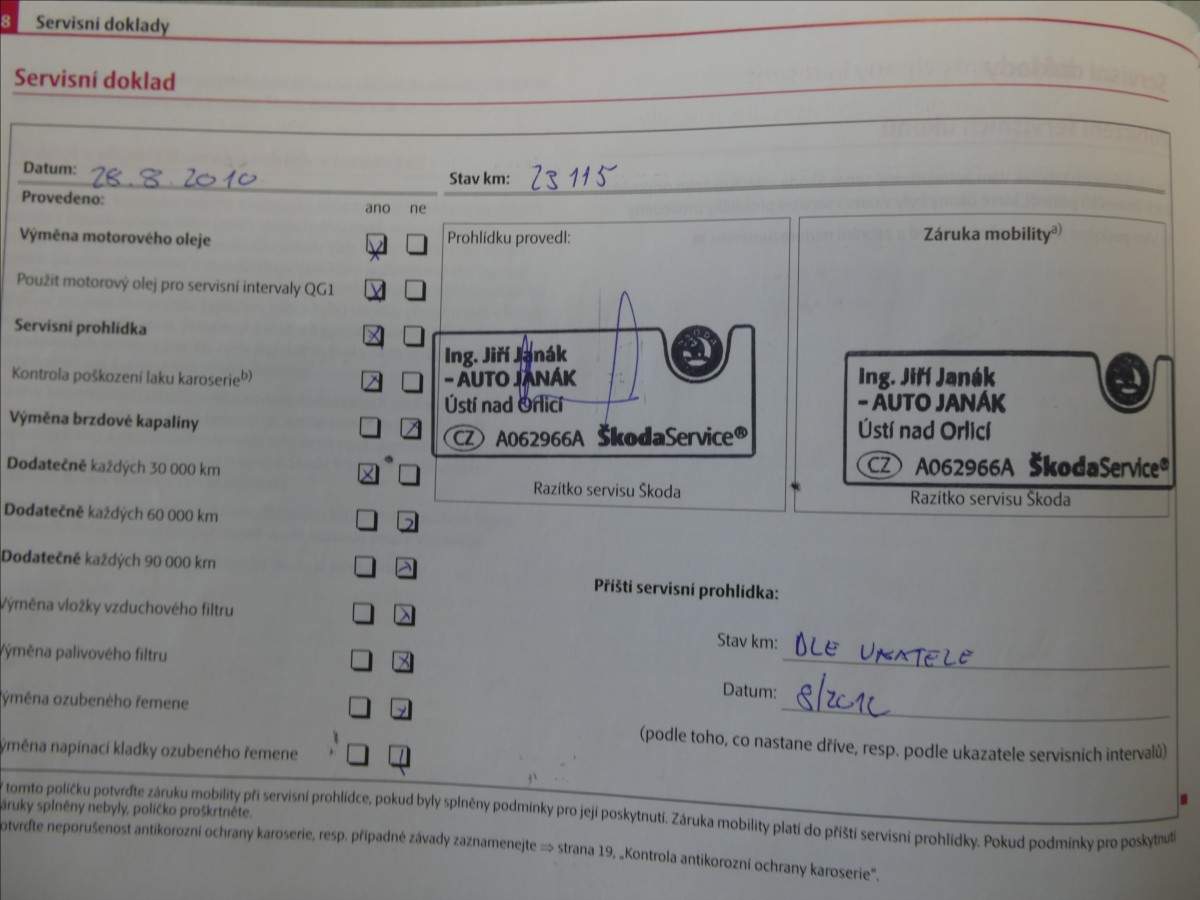 8 Servisní doklady
Servisní doklad
Datum: 28.8.2010
Stav km: 23115
Provedeno:
ano ne
Výměna motorového oleje
Použit motorový olej pro servisní intervaly QG1
Servisní prohlídka
Kontrola poškození laku karoserie b)
Výměna brzdové kapaliny
Dodatečně každých 30 000 km
Dodatečně každých 60 000 km
Dodatečně každých 90 000 km
Výměna vložky vzduchového filtru
Výměna palivového filtru
Výměna ozubeného řemene
Výměna napínací kladky ozubeného řemene
Prohlídku provedl:
Ing. Jiří Janák
- AUTO JANÁK
Ústí nad Orlicí
CZ A062966A ŠkodaService®
Razítko servisu Škoda
Záruka mobility a)
ŠKODA
Ing. Jiří Janák
- AUTO JANÁK
Ústí nad Orlicí
CZ A062966A ŠkodaService®
Razítko servisu Škoda
Příští servisní prohlídka:
Stav km: DLE UKATELE
Datum: 8/2012
(podle toho, co nastane dříve, resp. podle ukazatele servisních intervalů)
V tomto políčku potvrďte záruku mobility při servisní prohlídce, pokud byly splněny podmínky pro její poskytnutí. Záruka mobility platí do příští servisní prohlídky. Pokud podmínky pro poskytnutí
záruky splněny nebyly, políčko proškrtněte.
Potvrďte neporušenost antikorozní ochrany karoserie, resp. případné závady zaznamenejte ⇒ strana 19, „Kontrola antikorozní ochrany karoserie“.